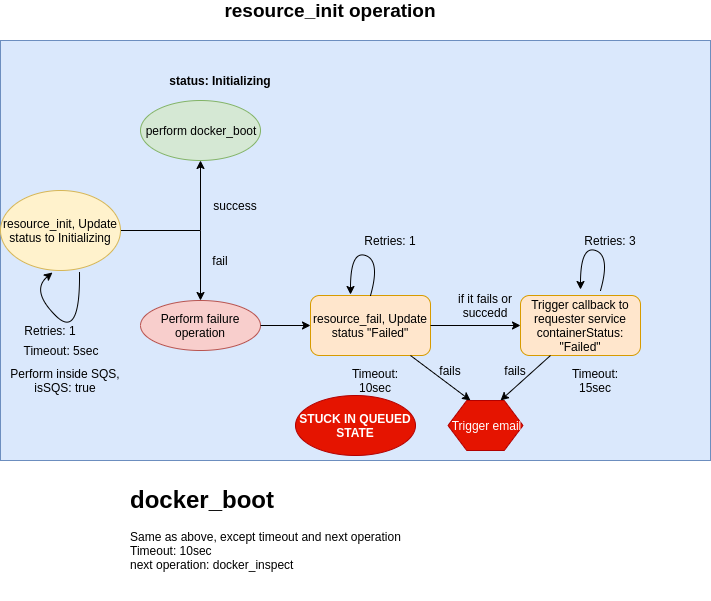 resource_init operation
status: Initializing
perform docker_boot
success
resource_init, Update
status to Initializing
fail
Retries: 1
Retries: 3
Perform failure
operation
resource_fail, Update
status "Failed"
if it fails or
succedd
Trigger callback to
requester service
containerStatus:
"Failed"
Retries: 1
Timeout: 5sec
Perform inside SQS,
isSQS: true
Timeout:
10sec
fails
fails
Timeout:
15sec
STUCK IN QUEUED
STATE
Trigger email
docker_boot
Same as above, except timeout and next operation
Timeout: 10sec
next operation: docker_inspect